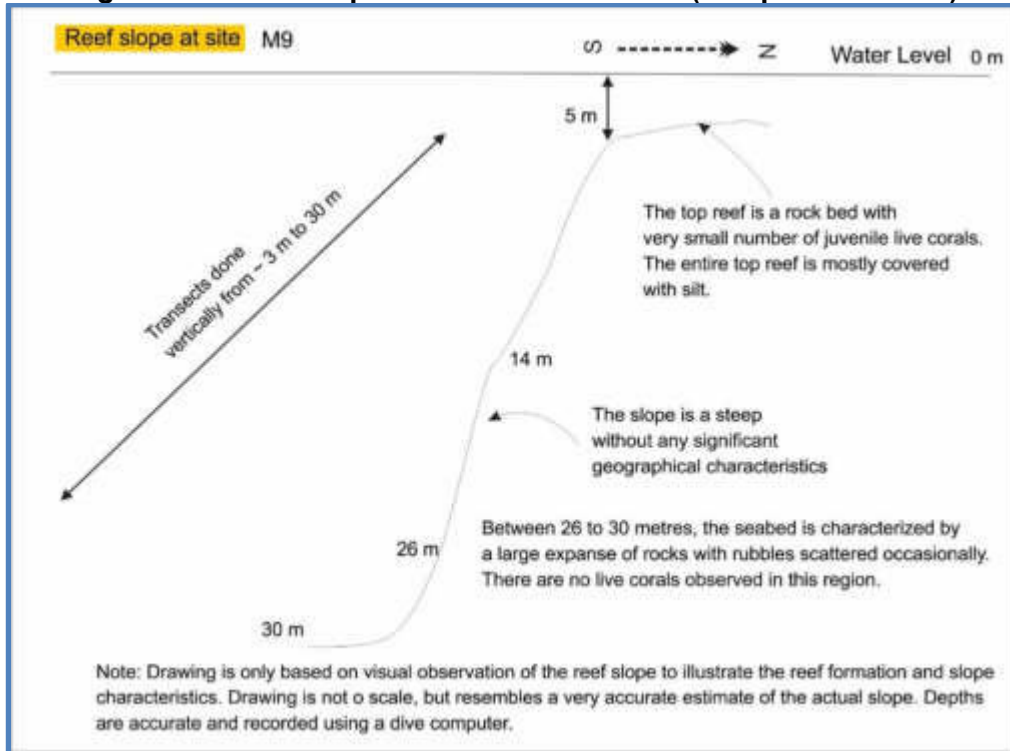 Reef slope at site M9
S N
Water Level 0 m
5 m
Transects done
vertically from ~ 3 m to 30 m
The top reef is a rock bed with
very small number of juvenile live corals.
The entire top reef is mostly covered
with silt.
14 m
The slope is a steep
without any significant
geographical characteristics
26 m
Between 26 to 30 metres, the seabed is characterized by
a large expanse of rocks with rubbles scattered occasionally.
There are no live corals observed in this region.
30 m
Note: Drawing is only based on visual observation of the reef slope to illustrate the reef formation and slope
characteristics. Drawing is not o scale, but resembles a very accurate estimate of the actual slope. Depths
are accurate and recorded using a dive computer.